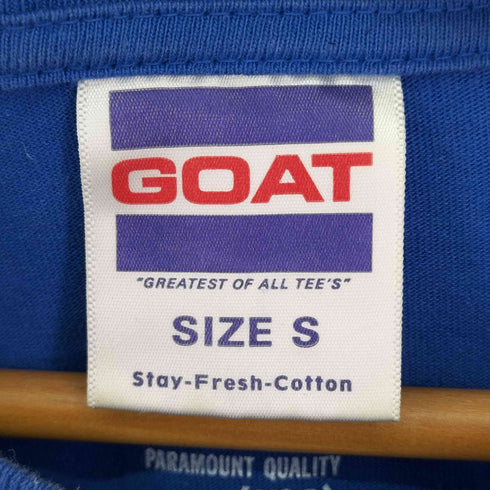 GOAT
"GREATEST OF ALL TEE'S"
SIZE S
Stay-Fresh-Cotton
PARAMOUNT QUALITY